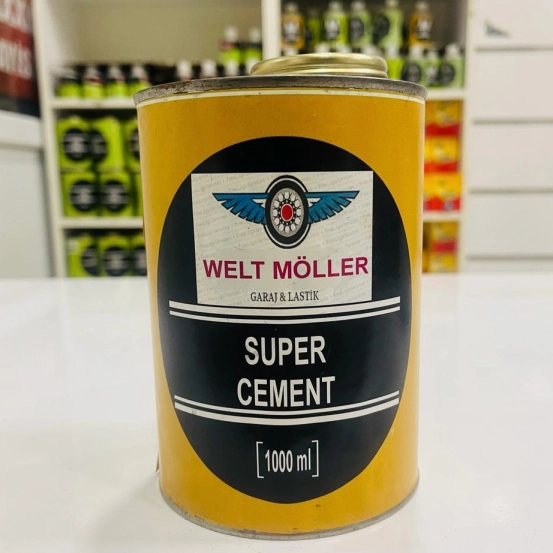 WELT MÖLLER
GARAJ & LASTİK
SUPER
CEMENT
[1000 ml]